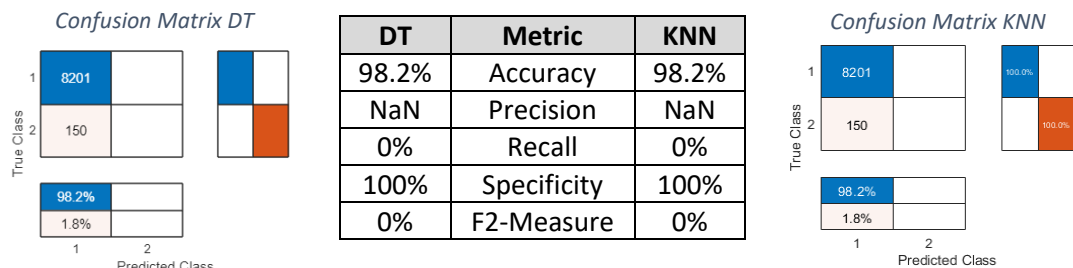 Confusion Matrix DT
1
8201
2
150
True Class
98.2%
1.8%
1 2
Predicted Class
DT Metric KNN
98.2% Accuracy 98.2%
NaN Precision NaN
0% Recall 0%
100% Specificity 100%
0% F2-Measure 0%
Confusion Matrix KNN
1 8201 100.0%
2 150 100.0%
True Class
98.2%
1.8%
1 2
Predicted Class